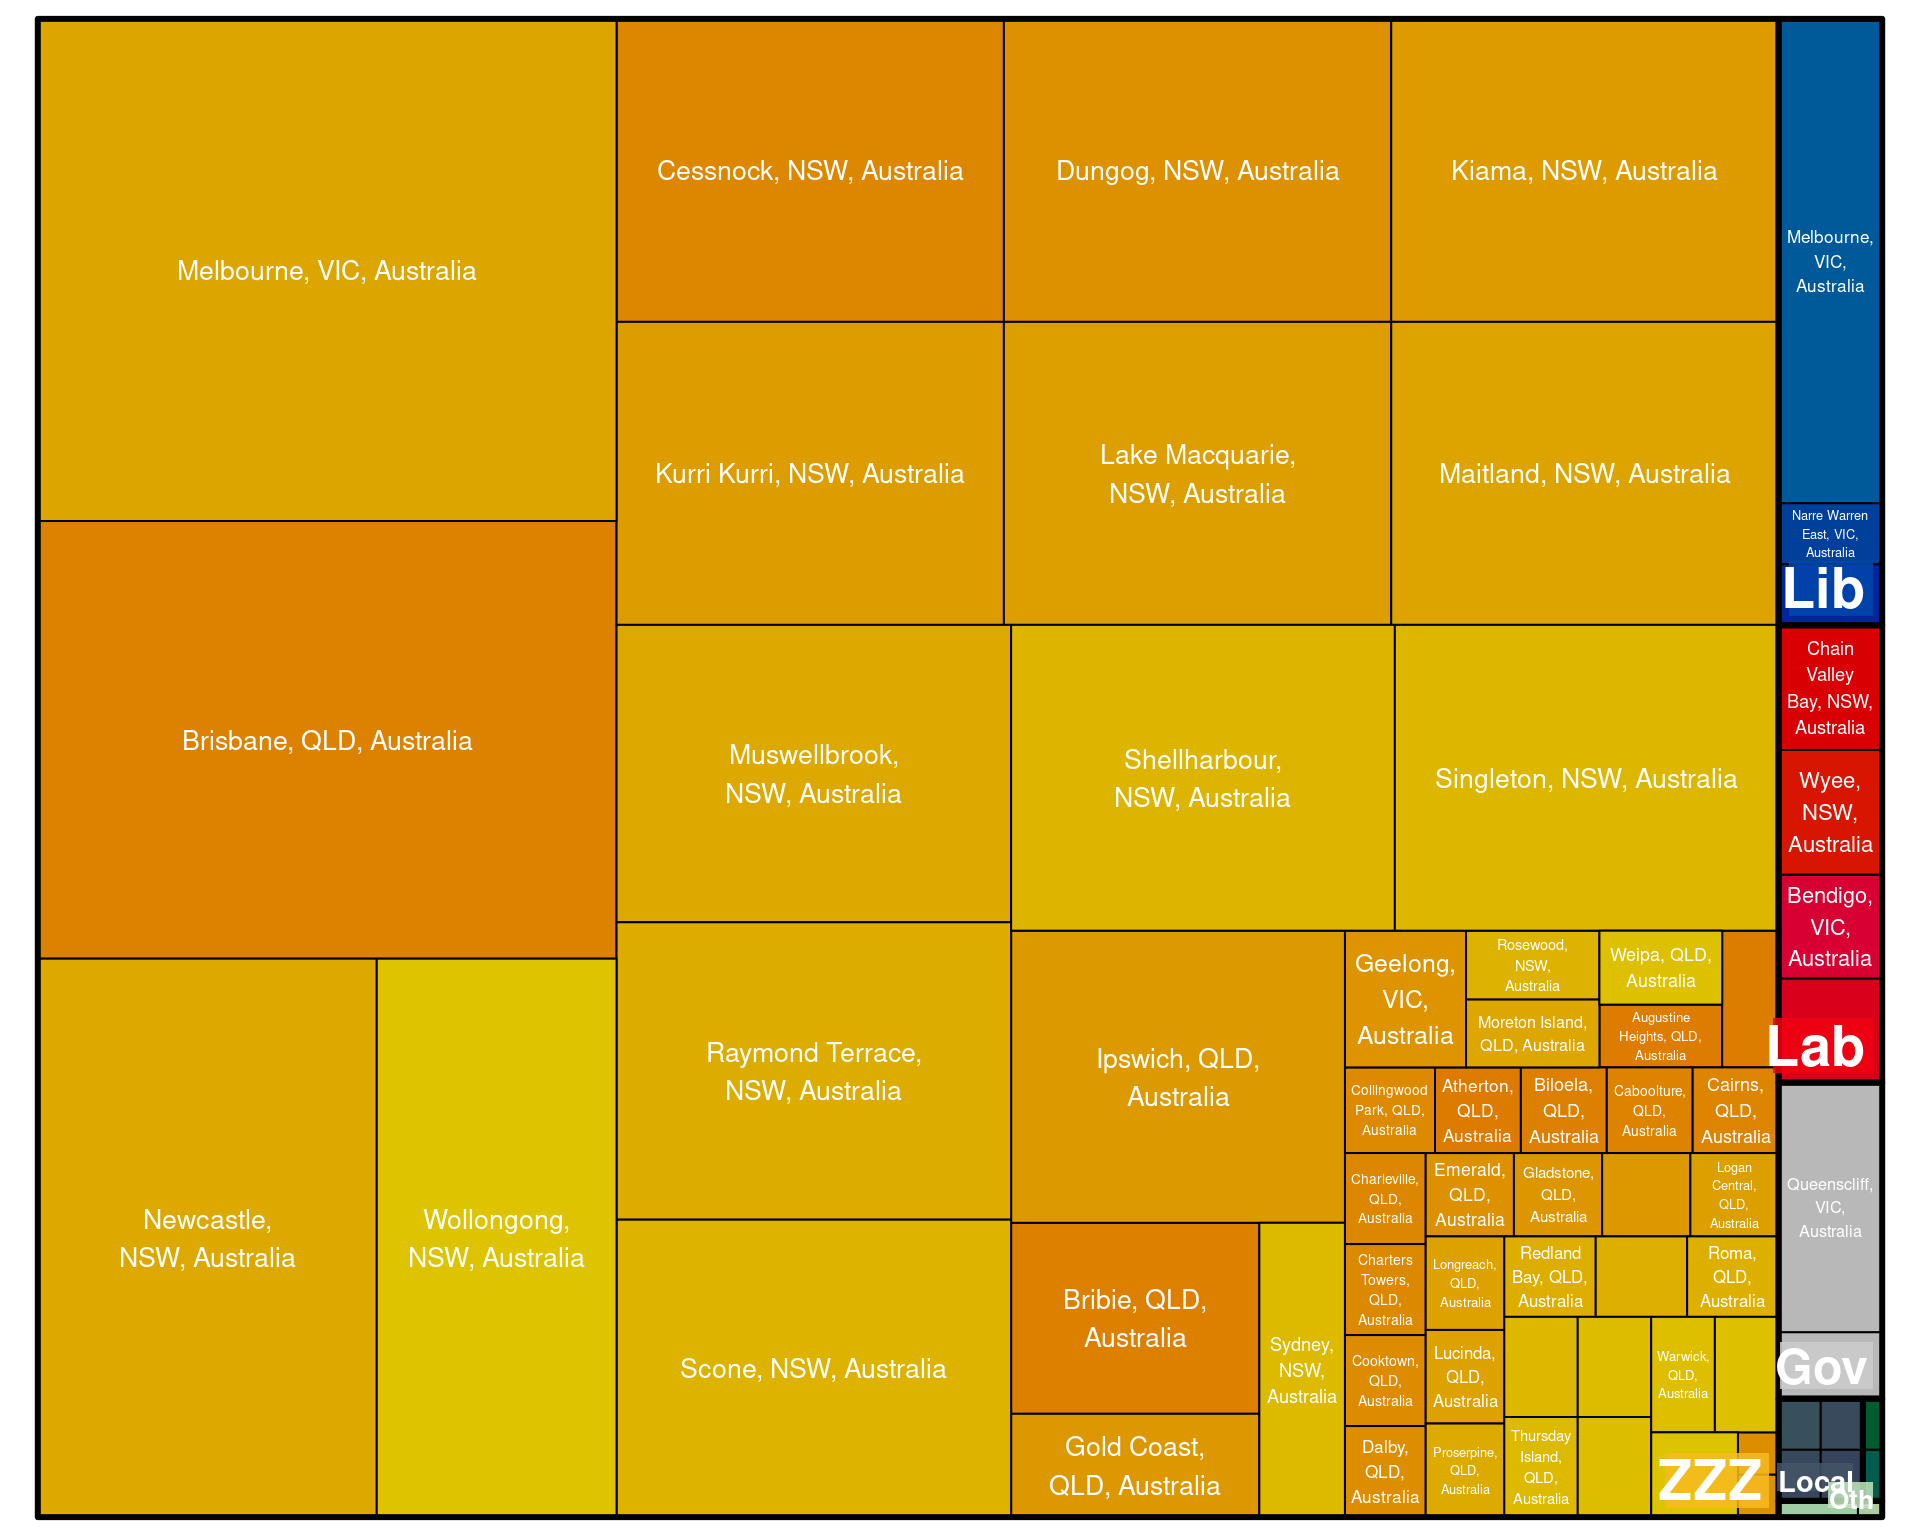 Melbourne, VIC, Australia
Brisbane, QLD, Australia
Newcastle,
NSW, Australia
Wollongong,
NSW, Australia
Cessnock, NSW, Australia
Dungog, NSW, Australia
Kiama, NSW, Australia
Kurri Kurri, NSW, Australia
Lake Macquarie,
NSW, Australia
Maitland, NSW, Australia
Muswellbrook,
NSW, Australia
Shellharbour,
NSW, Australia
Singleton, NSW, Australia
Raymond Terrace,
NSW, Australia
Scone, NSW, Australia
Ipswich, QLD,
Australia
Bribie, QLD,
Australia
Gold Coast,
QLD, Australia
Sydney,
NSW,
Australia
Geelong,
VIC,
Australia
Rosewood,
NSW,
Australia
Moreton Island,
QLD, Australia
Weipa, QLD,
Australia
Augustine
Heights, QLD,
Australia
Collingwood
Park, QLD,
Australia
Atherton,
QLD,
Australia
Biloela,
QLD,
Australia
Caboolture,
QLD,
Australia
Cairns,
QLD,
Australia
Charleville,
QLD,
Australia
Charters
Towers,
QLD,
Australia
Cooktown,
QLD,
Australia
Dalby,
QLD,
Australia
Emerald,
QLD,
Australia
Gladstone,
QLD,
Australia
Logan
Central,
QLD,
Australia
Longreach,
QLD,
Australia
Lucinda,
QLD,
Australia
Proserpine,
QLD,
Australia
Redland
Bay, QLD,
Australia
Roma,
QLD,
Australia
Thursday
Island,
QLD,
Australia
Warwick,
QLD,
Australia
ZZZ
Melbourne,
VIC,
Australia
Narre Warren
East, VIC,
Australia
Lib
Chain
Valley
Bay, NSW,
Australia
Wyee,
NSW,
Australia
Bendigo,
VIC,
Australia
Lab
Queenscliff,
VIC,
Australia
Gov
Local
Oth